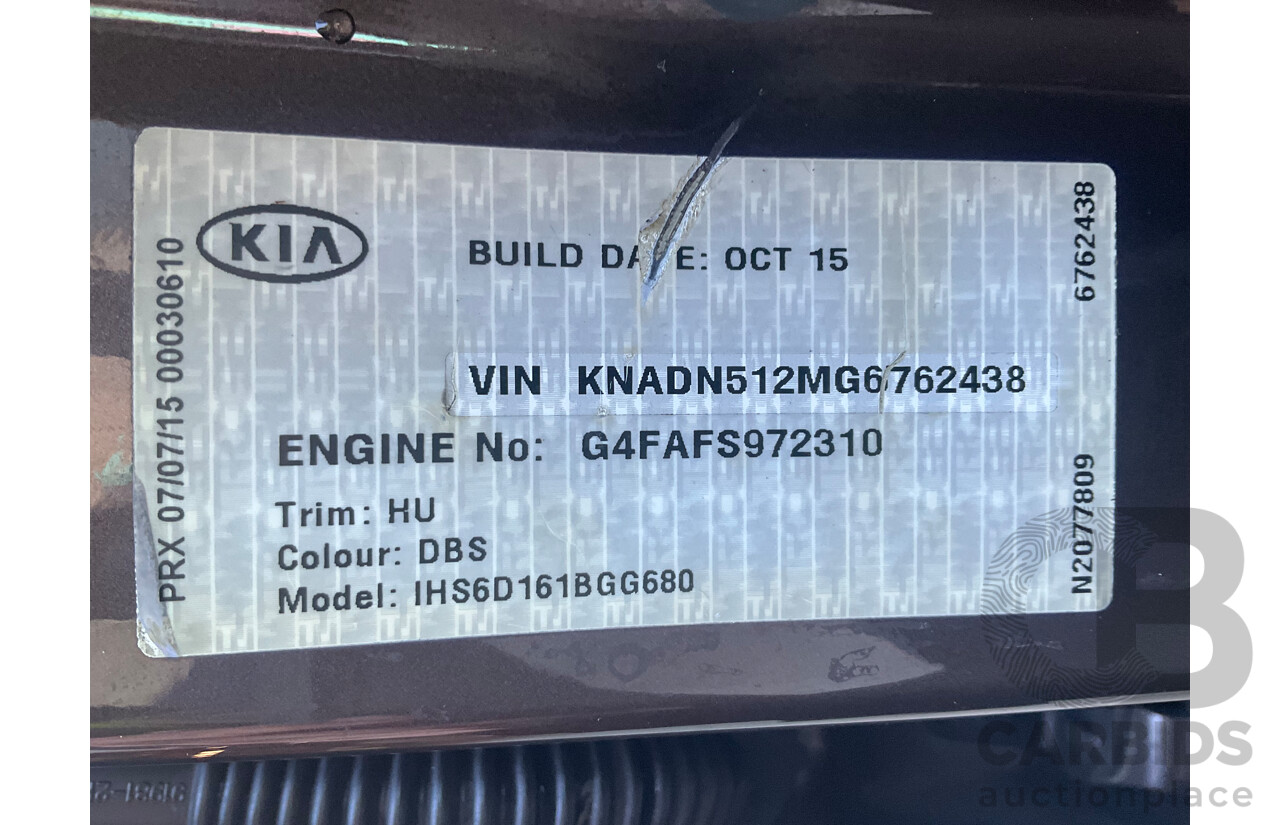 KIA
BUILD DATE: OCT 15
VIN KNADN512MG6762438
ENGINE No: G4FAFS972310
Trim: HU
Colour: DBS
Model: IHS6D161BGG680
PRX 07/07/15 00030610
6762438
N2077809
CB
CARBIDS
auctionplace